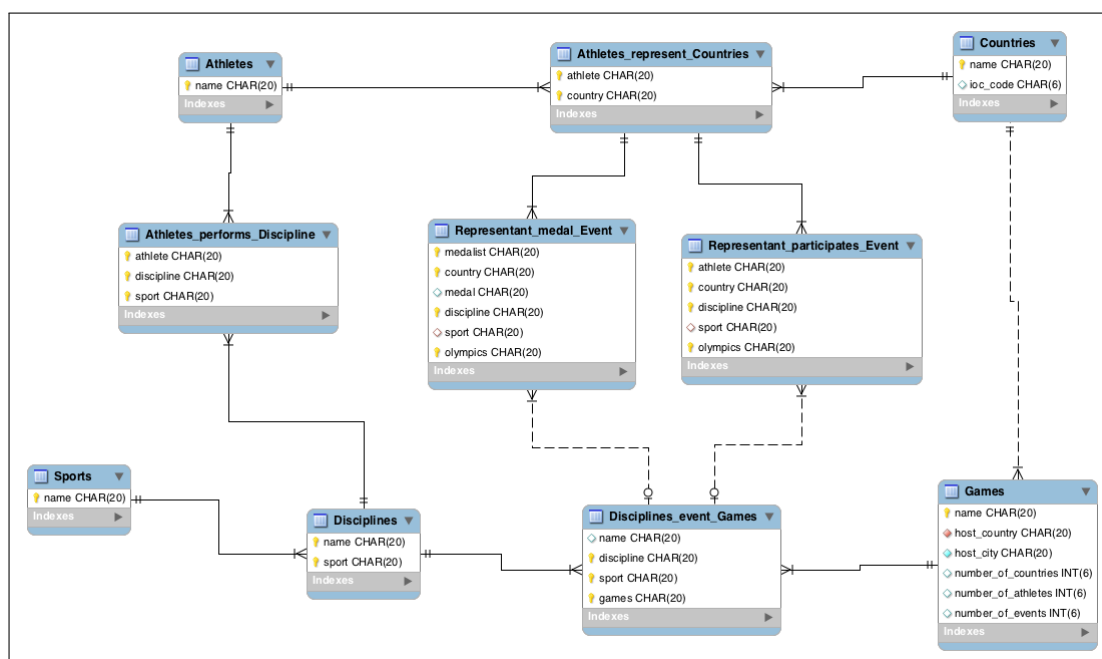 Athletes
name CHAR(20)
Indexes
Athletes_represent_Countries
athlete CHAR(20)
country CHAR(20)
Indexes
Countries
name CHAR(20)
ioc_code CHAR(6)
Indexes
Athletes_performs_Discipline
athlete CHAR(20)
discipline CHAR(20)
sport CHAR(20)
Indexes
Representant_medal_Event
medalist CHAR(20)
country CHAR(20)
medal CHAR(20)
discipline CHAR(20)
sport CHAR(20)
olympics CHAR(20)
Indexes
Representant_participates_Event
athlete CHAR(20)
country CHAR(20)
discipline CHAR(20)
sport CHAR(20)
olympics CHAR(20)
Indexes
Sports
name CHAR(20)
Indexes
Disciplines
name CHAR(20)
sport CHAR(20)
Indexes
Disciplines_event_Games
name CHAR(20)
discipline CHAR(20)
sport CHAR(20)
games CHAR(20)
Indexes
Games
name CHAR(20)
host_country CHAR(20)
host_city CHAR(20)
number_of_countries INT(6)
number_of_athletes INT(6)
number_of_events INT(6)
Indexes